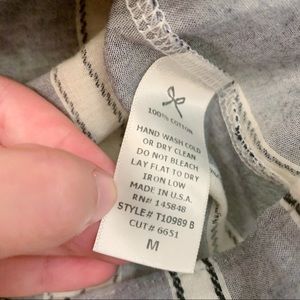 100% COTTON
HAND WASH COLD
OR DRY CLEAN
DO NOT BLEACH
LAY FLAT TO DRY
IRON LOW
MADE IN U.S.A.
RN# 145848
STYLE# T10989 B
CUT# 6651
M